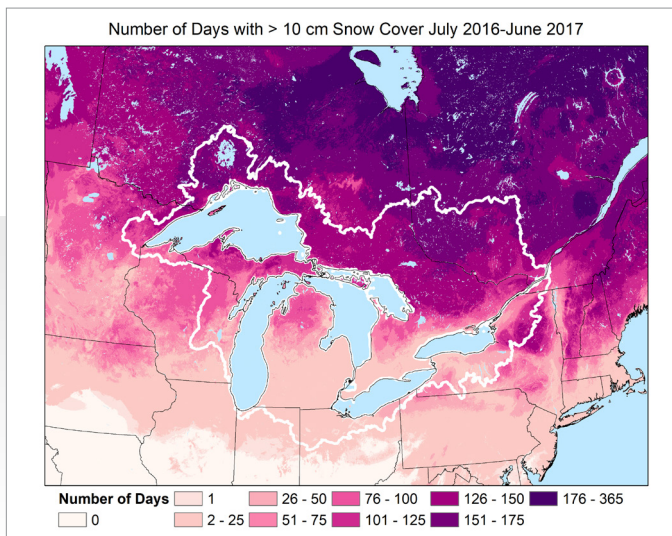 Number of Days with > 10 cm Snow Cover July 2016-June 2017
Number of Days
0
1
2 - 25
26 - 50
51 - 75
76 - 100
101 - 125
126 - 150
151 - 175
176 - 365